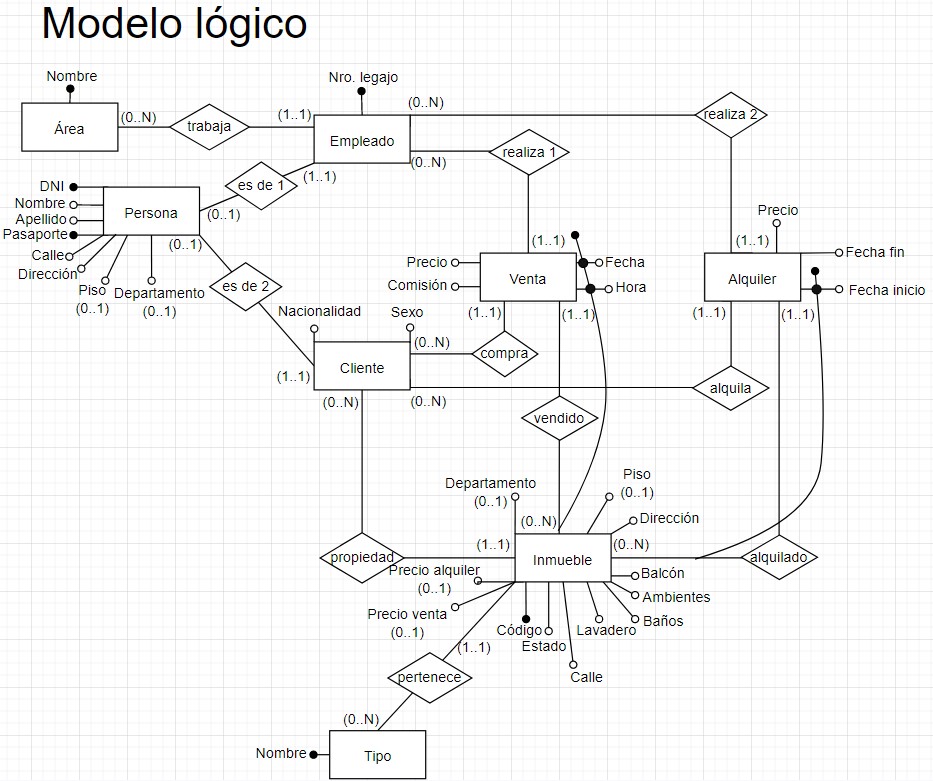 Modelo lógico
Nombre
Nro. legajo
(0..N)
Área
(0..N)
trabaja
(1..1)
Empleado
realiza 2
(0..N)
realiza 1
(1..1)
es de 1
DNI
Nombre
Apellido
Pasaporte
Persona
(0..1)
(0..1)
Calle
Dirección
Piso
(0..1)
Departamento
(0..1)
es de 2
Precio
(1..1)
(1..1)
Precio
Comisión
Venta
Fecha
Hora
Alquiler
Fecha fin
Fecha inicio
(1..1)
(1..1)
(1..1)
(1..1)
Nacionalidad
Sexo
(0..N)
compra
Cliente
(1..1)
(0..N)
(0..N)
alquila
vendido
Departamento
(0..1)
Piso
(0..1)
(0..N)
Dirección
(1..1)
(0..N)
propiedad
Inmueble
alquilado
Precio alquiler
(0..1)
Balcón
Ambientes
Precio venta
(0..1)
Código
Estado
Lavadero
Baños
(1..1)
Calle
pertenece
(0..N)
Nombre
Tipo